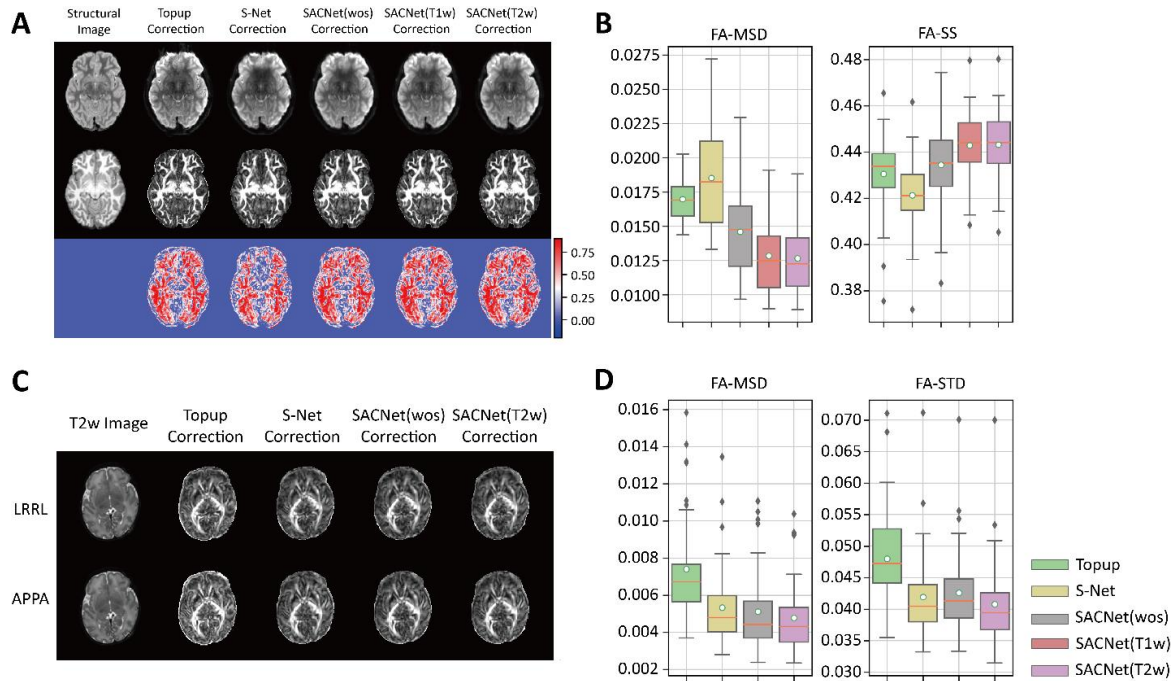 A
Structural
Image
Topup
Correction
S-Net
Correction
SACNet(wos)
Correction
SACNet(T1w)
Correction
SACNet(T2w)
Correction
0.75
0.50
0.25
0.00
B
FA-MSD
0.0275
0.0250
0.0225
0.0200
0.0175
0.0150
0.0125
0.0100
FA-SS
0.48
0.46
0.44
0.42
0.40
0.38
C
T2w Image
Topup
Correction
S-Net
Correction
SACNet(wos)
Correction
SACNet(T2w)
Correction
LRRL
APPA
D
FA-MSD
0.016
0.014
0.012
0.010
0.008
0.006
0.004
0.002
FA-STD
0.070
0.065
0.060
0.055
0.050
0.045
0.040
0.035
0.030
Topup
S-Net
SACNet(wos)
SACNet(T1w)
SACNet(T2w)